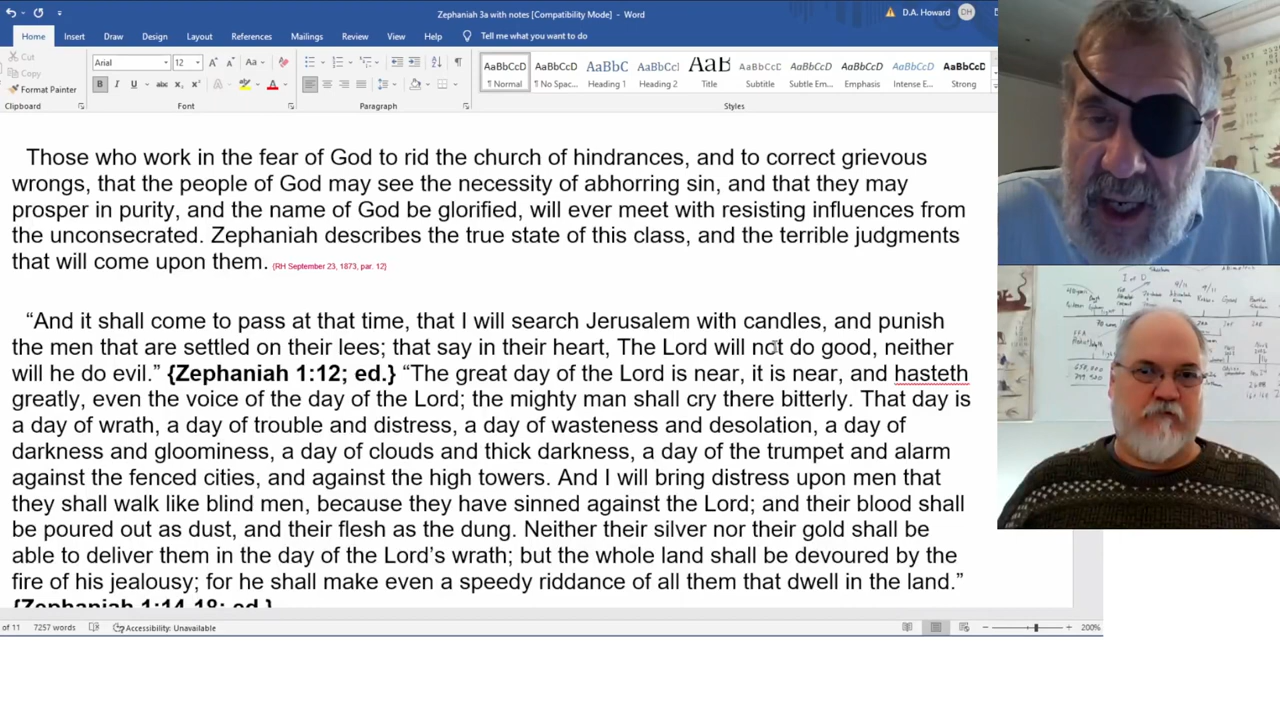 Zephaniah 3a with notes [Compatibility Mode] - Word
D.A. Howard
DH
Home Insert Draw Design Layout References Mailings Review View Help Tell me what you want to do
Cut
Copy
Format Painter
Arial 12
AaBbCcD AaBbCcD AaBbC AaBbCcI AaB AaBbCcD AaBbCcD AaBbCcD AaBbCcD AaBbCcD
¶ Normal ¶ No Spac... Heading 1 Heading 2 Title Subtitle Subtle Em... Emphasis Intense E... Strong
Clipboard Font Paragraph Styles
Those who work in the fear of God to rid the church of hindrances, and to correct grievous
wrongs, that the people of God may see the necessity of abhorring sin, and that they may
prosper in purity, and the name of God be glorified, will ever meet with resisting influences from
the unconsecrated. Zephaniah describes the true state of this class, and the terrible judgments
that will come upon them. {RH September 23, 1873, par. 12}
“And it shall come to pass at that time, that I will search Jerusalem with candles, and punish
the men that are settled on their lees; that say in their heart, The Lord will not do good, neither
will he do evil.” {Zephaniah 1:12; ed.} “The great day of the Lord is near, it is near, and hasteth
greatly, even the voice of the day of the Lord; the mighty man shall cry there bitterly. That day is
a day of wrath, a day of trouble and distress, a day of wasteness and desolation, a day of
darkness and gloominess, a day of clouds and thick darkness, a day of the trumpet and alarm
against the fenced cities, and against the high towers. And I will bring distress upon men that
they shall walk like blind men, because they have sinned against the Lord; and their blood shall
be poured out as dust, and their flesh as the dung. Neither their silver nor their gold shall be
able to deliver them in the day of the Lord’s wrath; but the whole land shall be devoured by the
fire of his jealousy; for he shall make even a speedy riddance of all them that dwell in the land.”
{Zephaniah 1:14-18; ed.}
of 11 7257 words Accessibility: Unavailable 200%